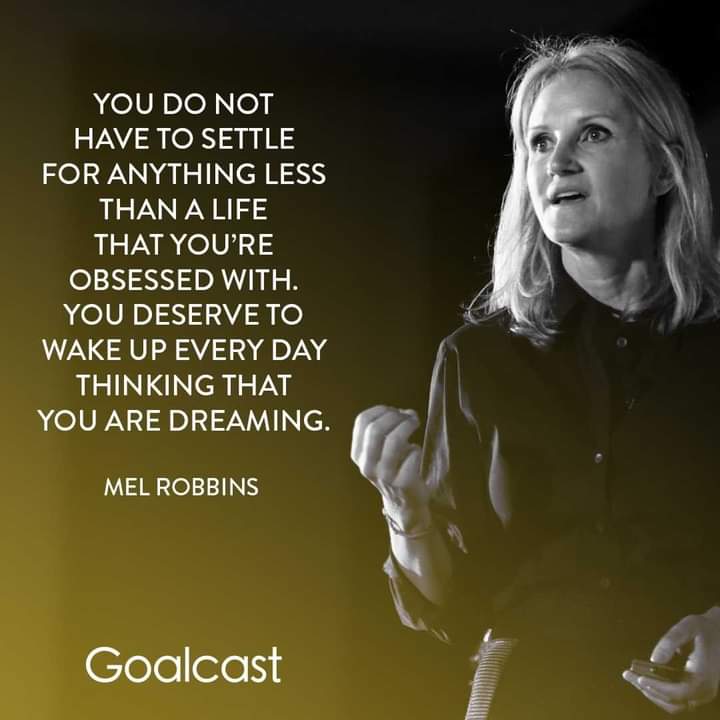 YOU DO NOT
HAVE TO SETTLE
FOR ANYTHING LESS
THAN A LIFE
THAT YOU'RE
OBSESSED WITH.
YOU DESERVE TO
WAKE UP EVERY DAY
THINKING THAT
YOU ARE DREAMING.
MEL ROBBINS
Goalcast